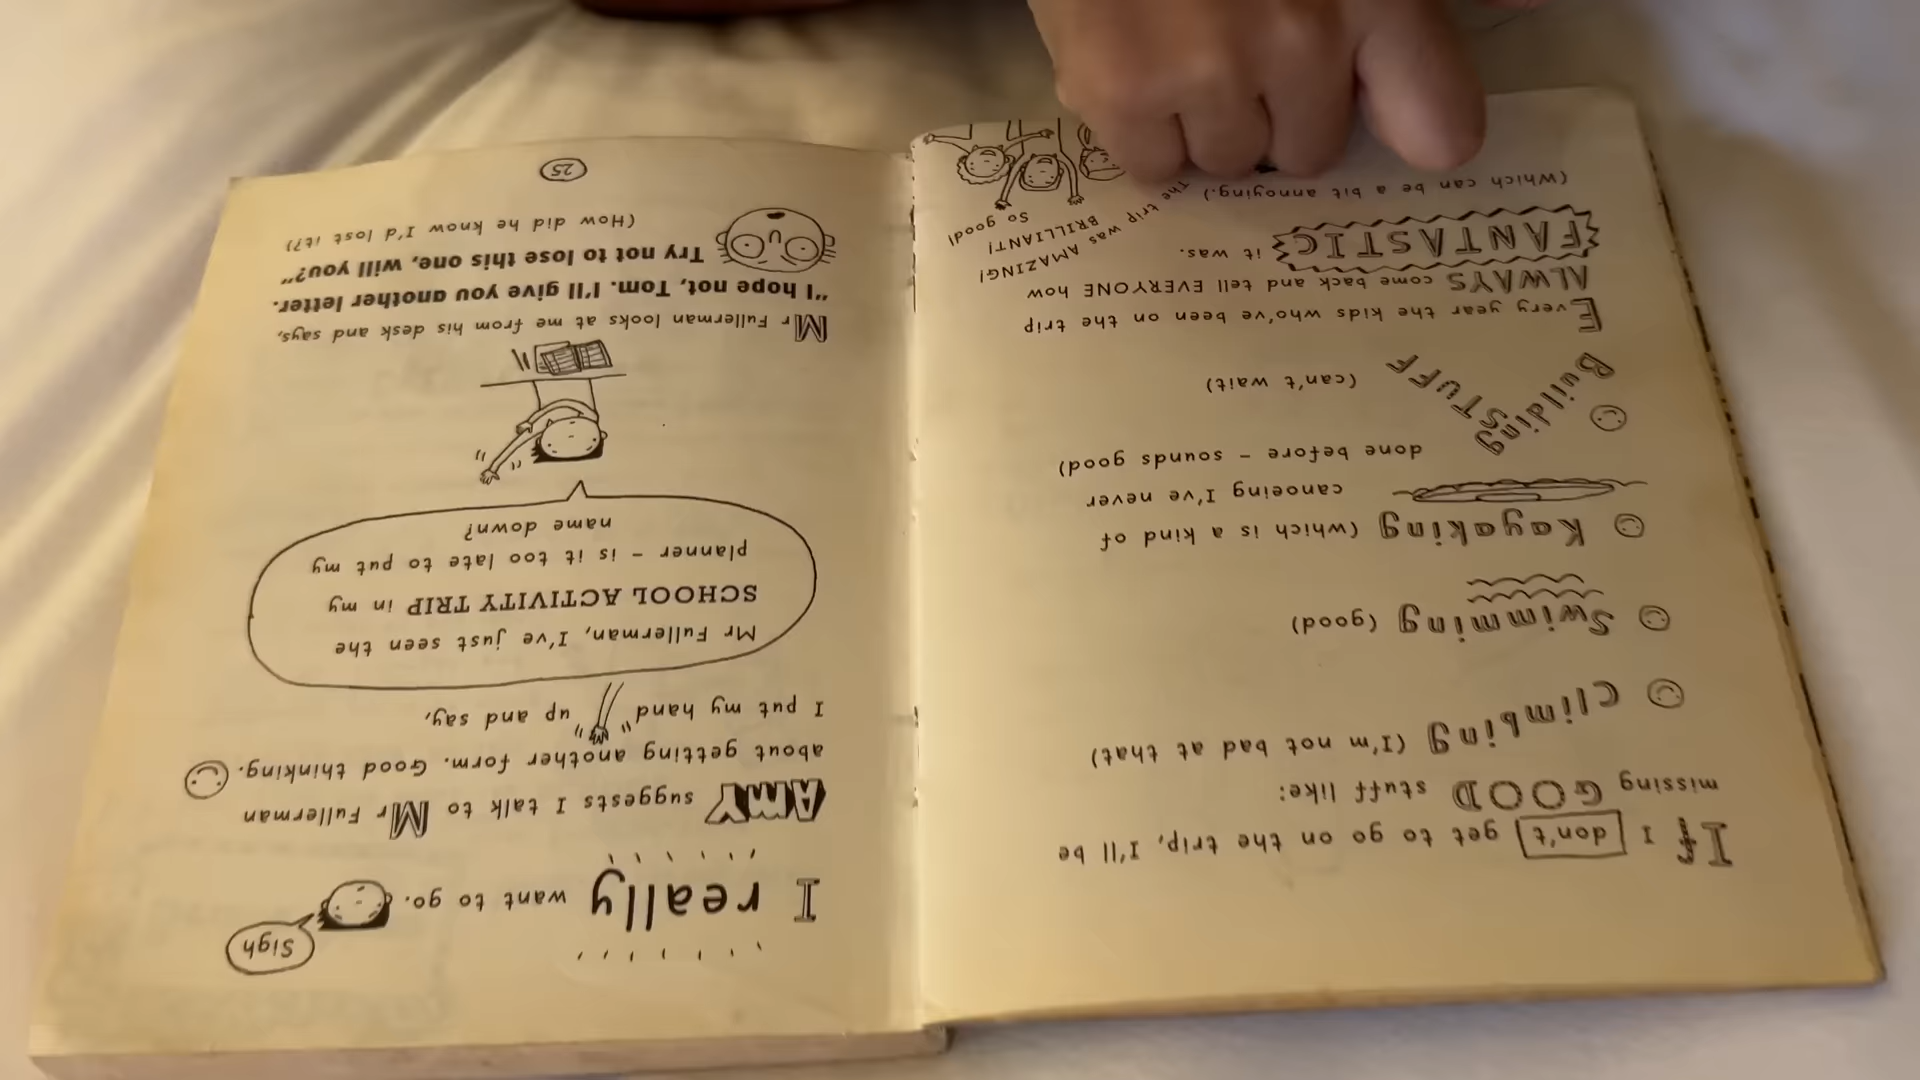 If I don't get to go on the trip, I'll be
missing GOOD stuff like:
Climbing (I'm not bad at that)
Swimming (good)
Kayaking (which is a kind of
canoeing I've never
done before - sounds good)
Building
STUFF
(can't wait)
Every year the kids who've been on the trip
ALWAYS come back and tell EVERYONE how
FANTASTIC it was.
(Which can be a bit annoying.)
The trip was AMAZING!
BRILLIANT!
So good!
Sigh
I really want to go.
AMY suggests I talk to Mr Fullerman
about getting another form. Good thinking.
I put my hand up and say,
Mr Fullerman, I've just seen the
SCHOOL ACTIVITY TRIP in my
planner - is it too late to put my
name down?
Mr Fullerman looks at me from his desk and says,
"I hope not, Tom. I'll give you another letter.
Try not to lose this one, will you?"
(How did he know I'd lost it?)
25